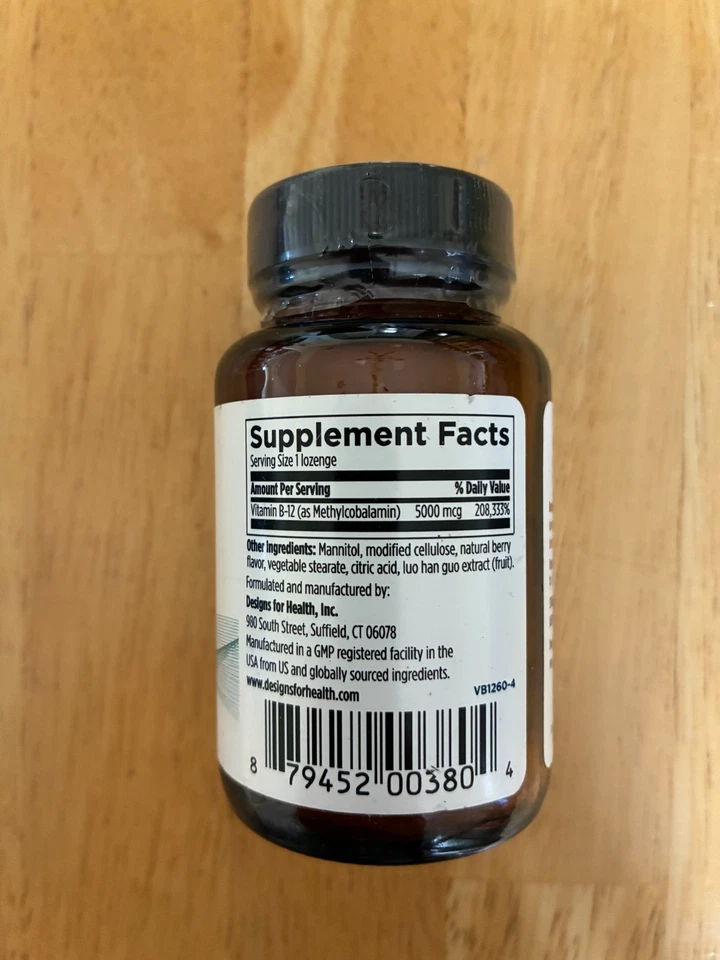 Supplement Facts
Serving Size 1 lozenge
Amount Per Serving % Daily Value
Vitamin B-12 (as Methylcobalamin) 5000 mcg 208,333%
Other Ingredients: Mannitol, modified cellulose, natural berry
flavor, vegetable stearate, citric acid, luo han guo extract (fruit).
Formulated and manufactured by:
Designs for Health, Inc.
980 South Street, Suffield, CT 06078
Manufactured in a GMP registered facility in the
USA from US and globally sourced ingredients.
www.designsforhealth.com VB1260-4
8 79452 00380 4